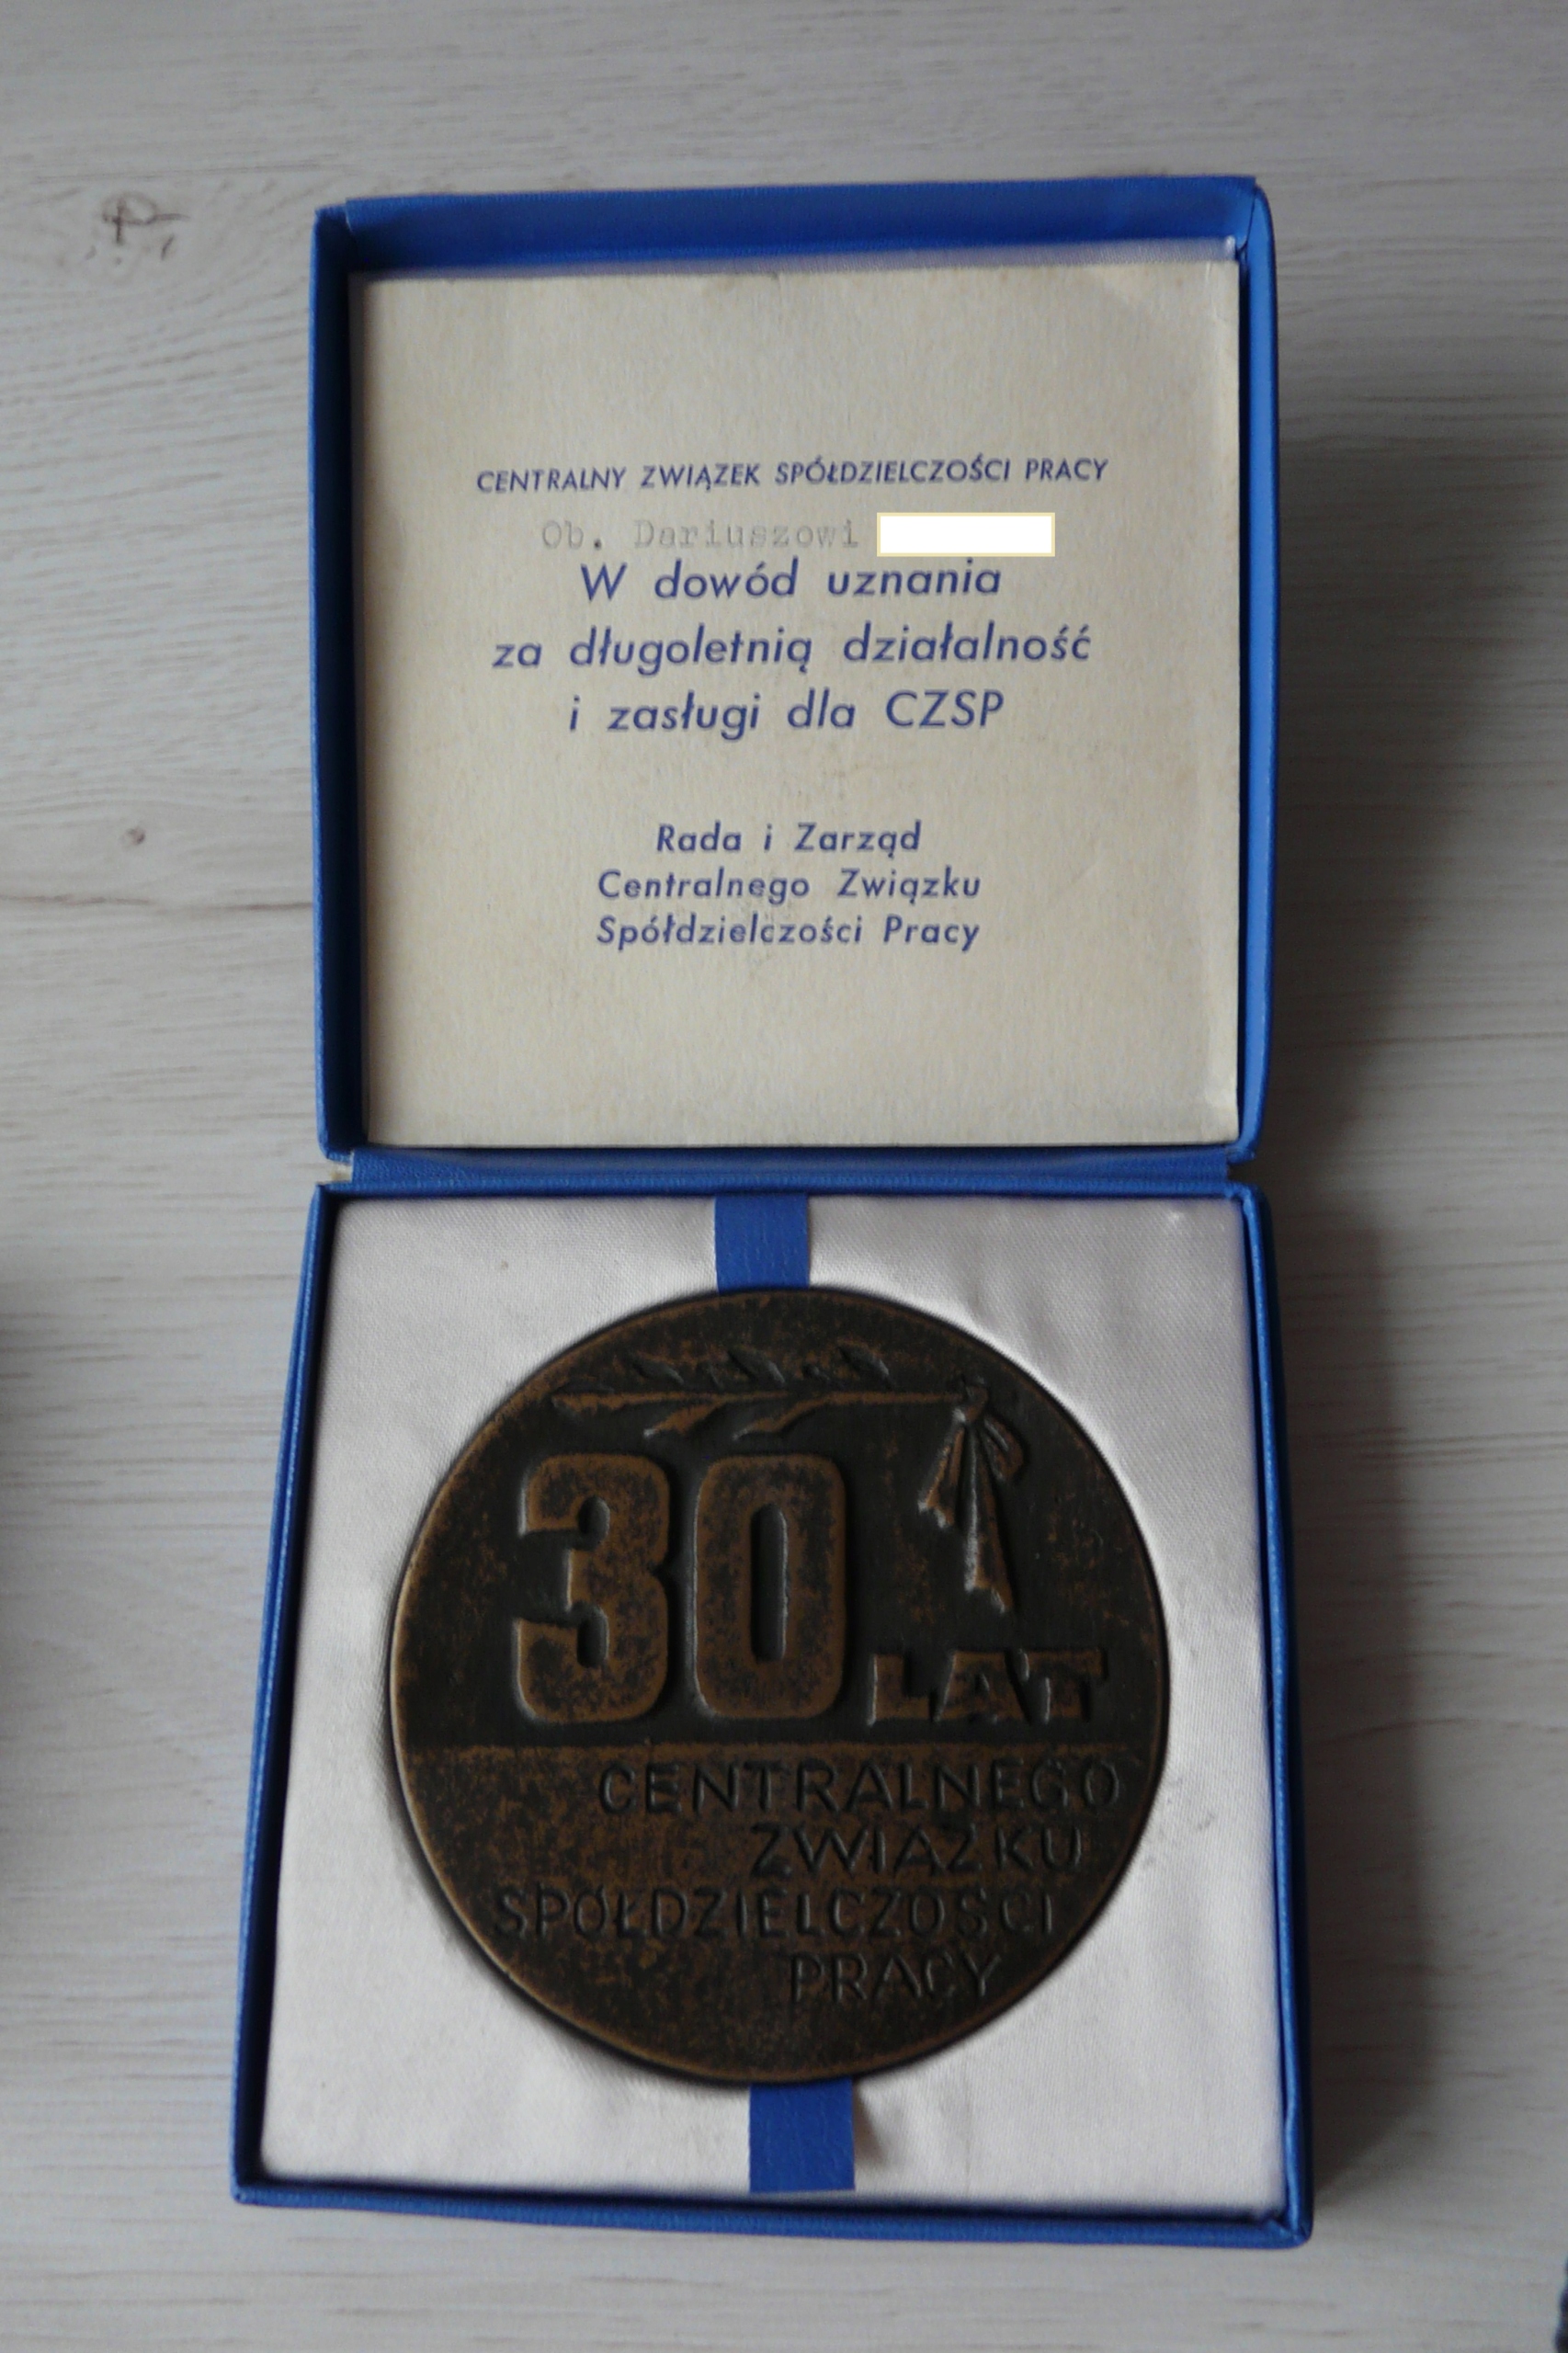 CENTRALNY ZWIĄZEK SPÓŁDZIELCZOŚCI PRACY
Ob. Dariuszowi
W dowód uznania
za długoletnią działalność
i zasługi dla CZSP
Rada i Zarząd
Centralnego Związku
Spółdzielczości Pracy
30 LAT
CENTRALNEGO
ZWIĄZKU
SPÓŁDZIELCZOŚCI
PRACY